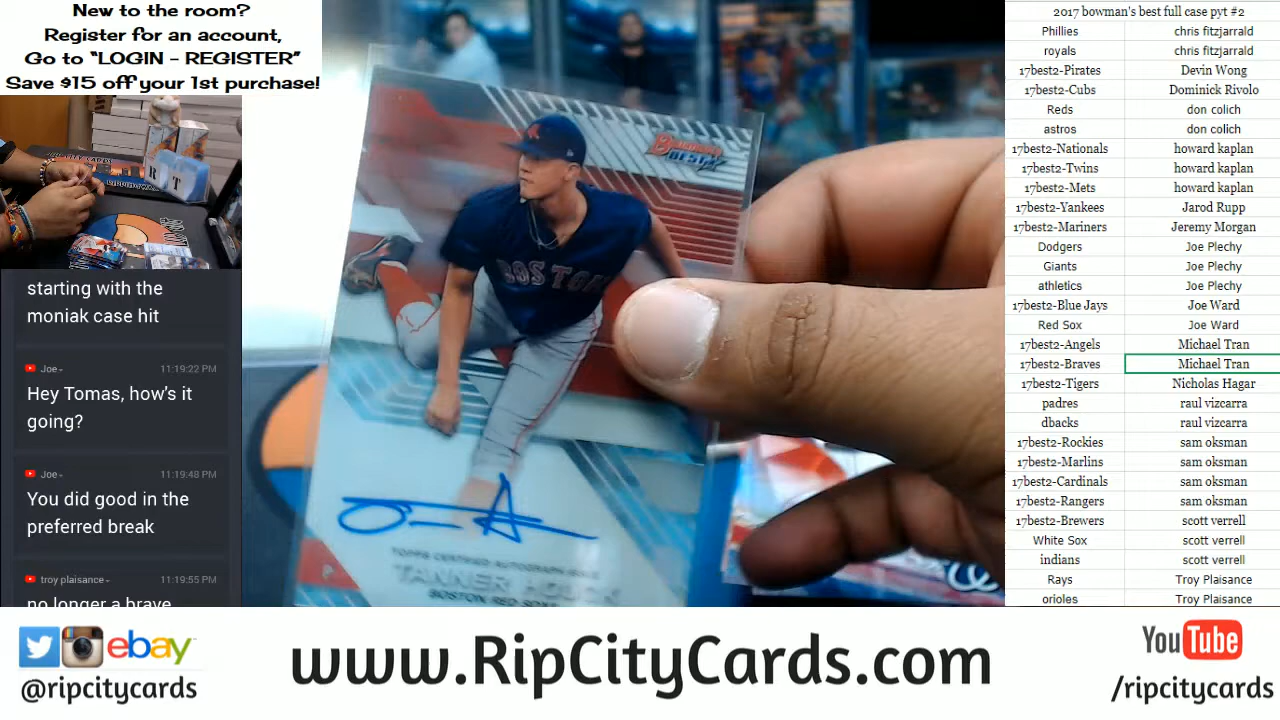 New to the room?
Register for an account,
Go to “LOGIN - REGISTER”
Save $15 off your 1st purchase!
starting with the
moniak case hit
Joe 11:19:22 PM
Hey Tomas, how's it
going?
Joe 11:19:48 PM
You did good in the
preferred break
troy plaisance 11:19:55 PM
no longer a brave
BOWMAN'S
BEST
BOSTON
TOPPS CERTIFIED AUTOGRAPH ISSUE
TANNER HOUCK
BOSTON RED SOX
P
2017 bowman's best full case pyt #2
Phillies chris fitzjarrald
royals chris fitzjarrald
17best2-Pirates Devin Wong
17best2-Cubs Dominick Rivolo
Reds don colich
astros don colich
17best2-Nationals howard kaplan
17best2-Twins howard kaplan
17best2-Mets howard kaplan
17best2-Yankees Jarod Rupp
17best2-Mariners Jeremy Morgan
Dodgers Joe Plechy
Giants Joe Plechy
athletics Joe Plechy
17best2-Blue Jays Joe Ward
Red Sox Joe Ward
17best2-Angels Michael Tran
17best2-Braves Michael Tran
17best2-Tigers Nicholas Hagar
padres raul vizcarra
dbacks raul vizcarra
17best2-Rockies sam oksman
17best2-Marlins sam oksman
17best2-Cardinals sam oksman
17best2-Rangers sam oksman
17best2-Brewers scott verrell
White Sox scott verrell
indians scott verrell
Rays Troy Plaisance
orioles Troy Plaisance
ebay
@ripcitycards
www.RipCityCards.com
YouTube
/ripcitycards